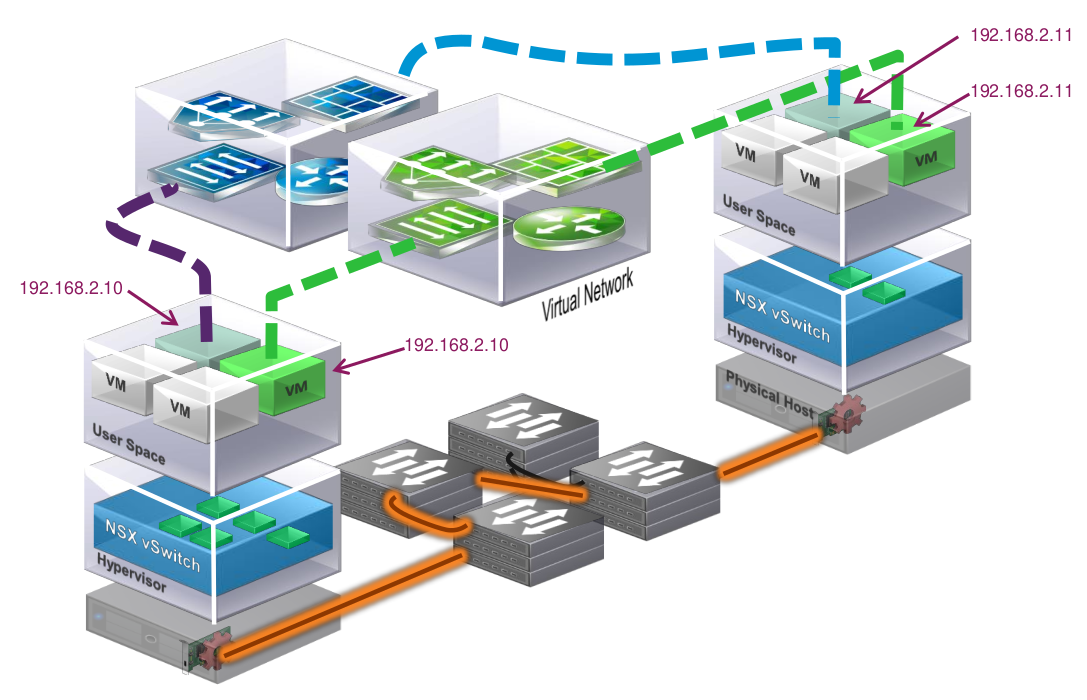 192.168.2.11
192.168.2.11
VM
VM
VM
User Space
Virtual Network
192.168.2.10
NSX vSwitch
Hypervisor
192.168.2.10
Physical Host
VM
VM
VM
User Space
NSX vSwitch
Hypervisor